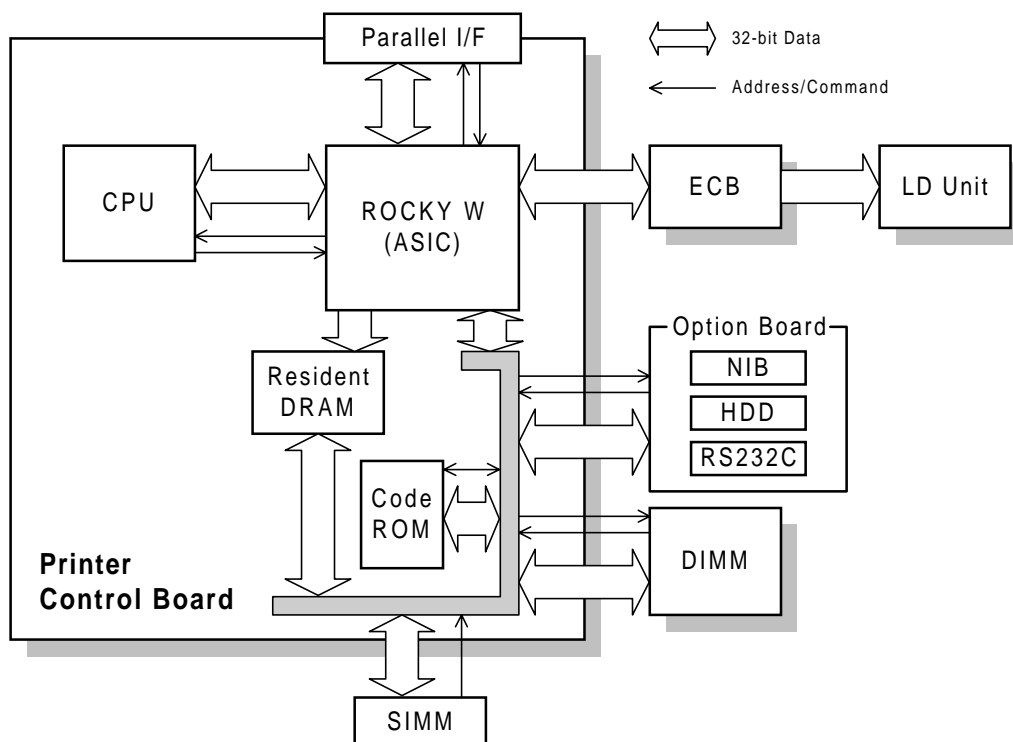 Parallel I/F
32-bit Data
Address/Command
CPU
ROCKY W
(ASIC)
ECB
LD Unit
Option Board
NIB
HDD
RS232C
Resident
DRAM
Code
ROM
DIMM
Printer
Control Board
SIMM